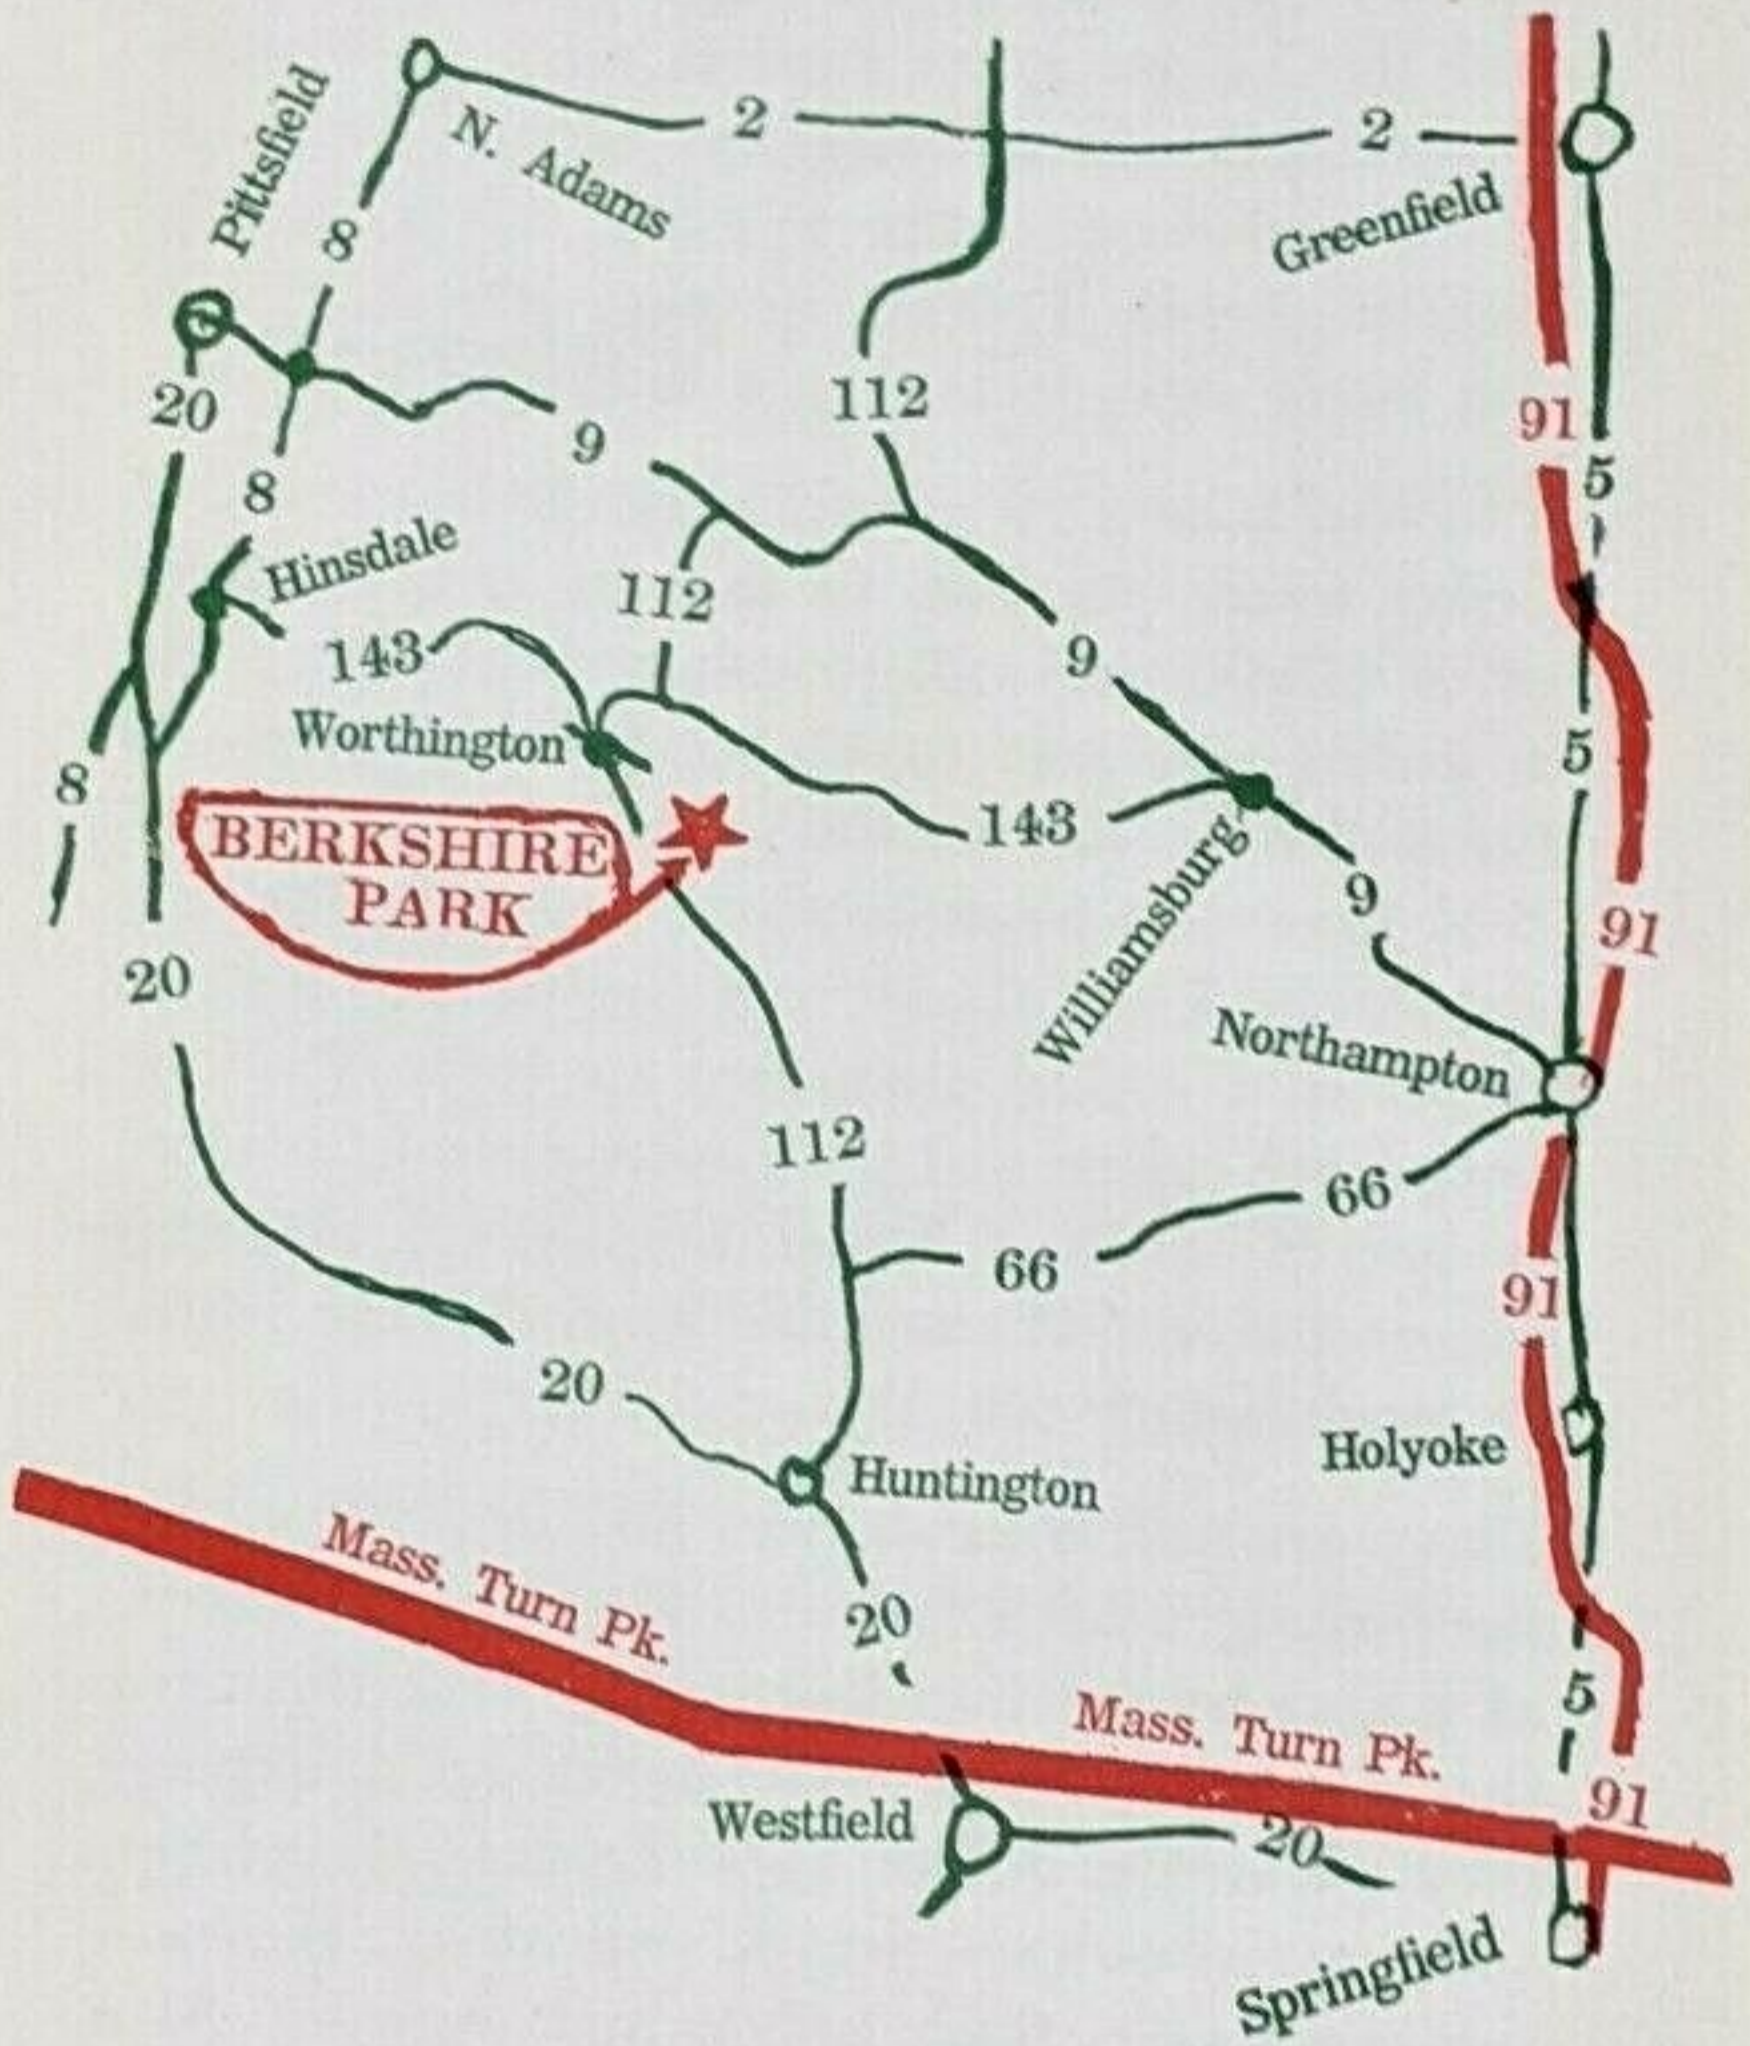 Pittsfield
N. Adams
2
2
Greenfield
8
20
112
91
9
5
8
Hinsdale
112
143
9
Worthington
5
8
143
BERKSHIRE
PARK
Williamsburg
9
91
20
Northampton
112
66
66
91
20
Holyoke
Huntington
Mass. Turn Pk.
20
5
Mass. Turn Pk.
91
Westfield
20
Springfield